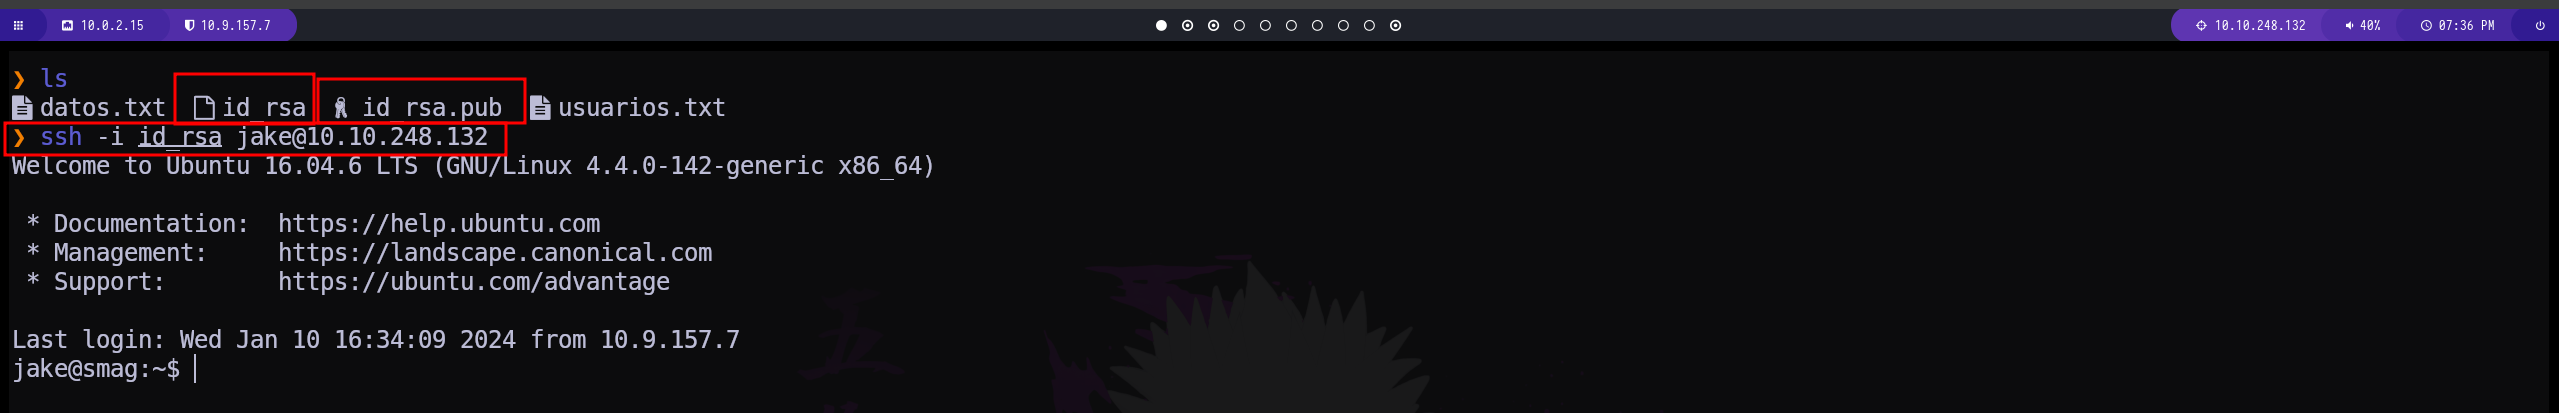 10.0.2.15 10.9.157.7 10.10.248.132 40% 07:36 PM
❯ ls
datos.txt id_rsa id_rsa.pub usuarios.txt
❯ ssh -i id_rsa jake@10.10.248.132
Welcome to Ubuntu 16.04.6 LTS (GNU/Linux 4.4.0-142-generic x86_64)
* Documentation:  https://help.ubuntu.com
* Management:     https://landscape.canonical.com
* Support:        https://ubuntu.com/advantage
Last login: Wed Jan 10 16:34:09 2024 from 10.9.157.7
jake@smag:~$
五